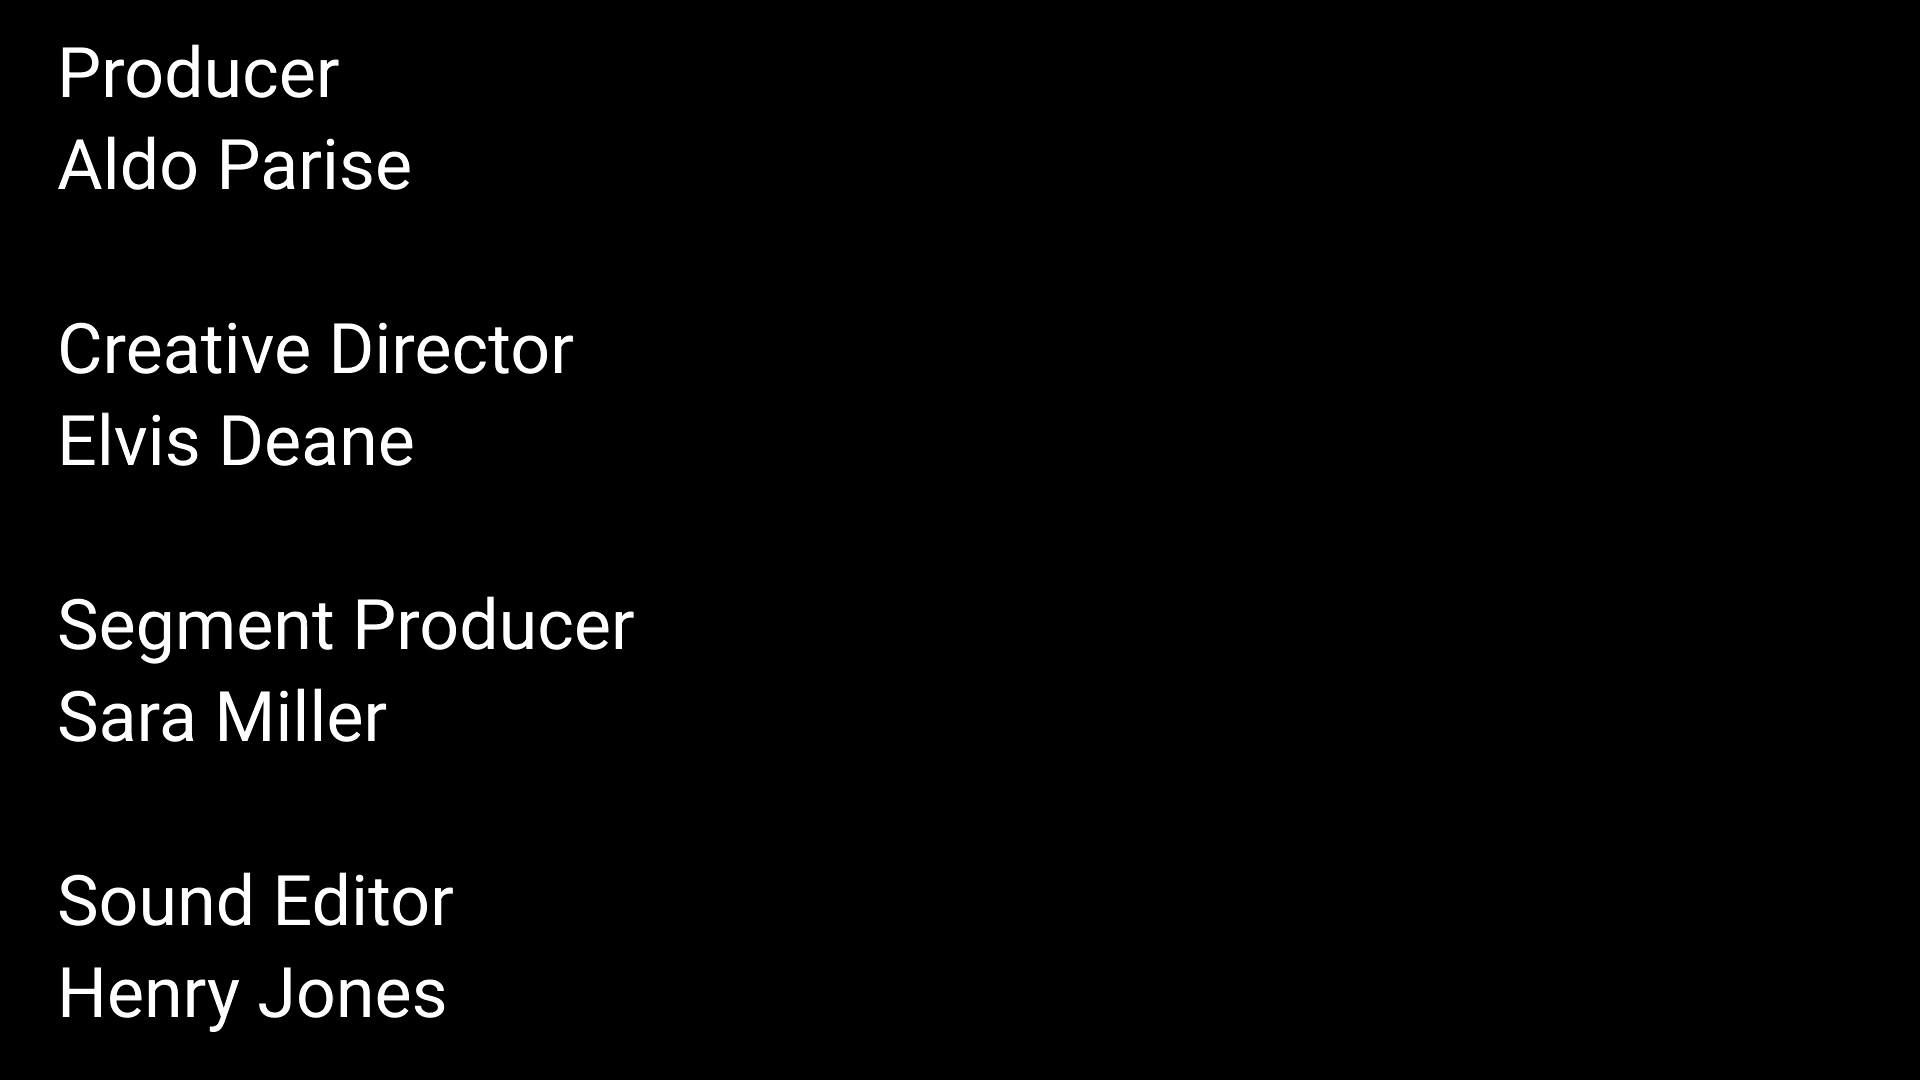 Producer
Aldo Parise
Creative Director
Elvis Deane
Segment Producer
Sara Miller
Sound Editor
Henry Jones